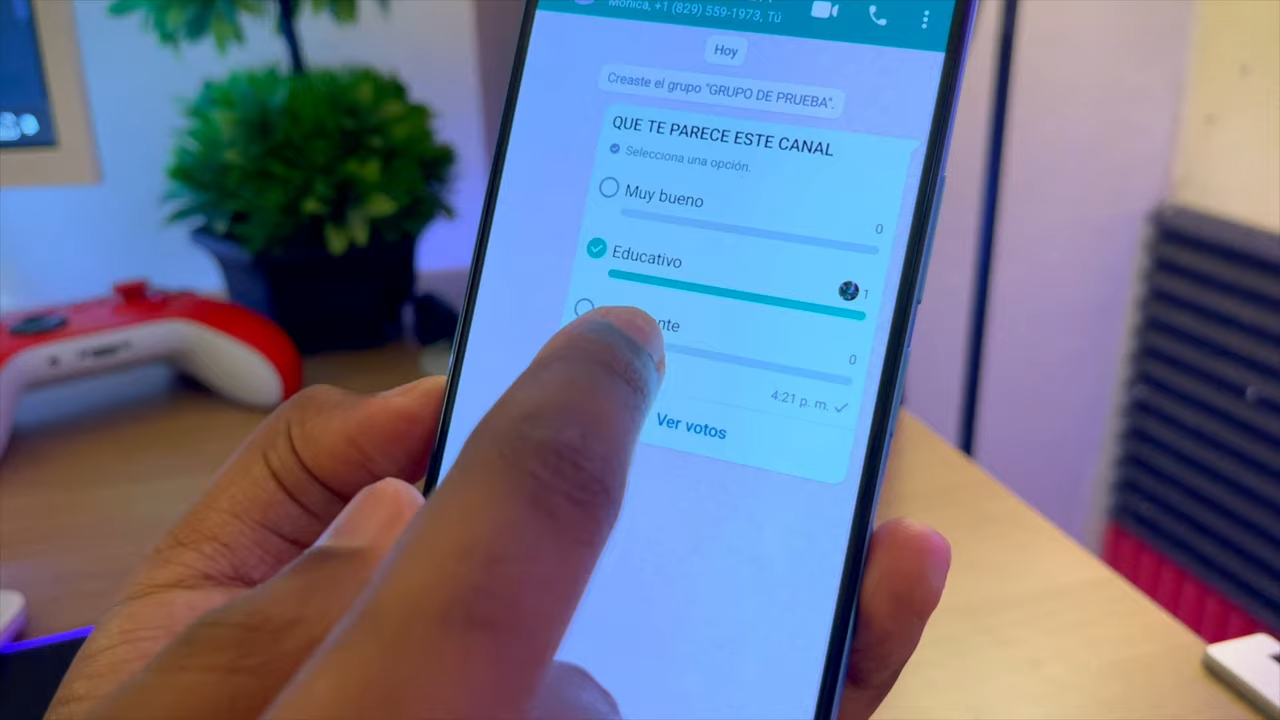 Mónica, +1 (829) 559-1973, Tú
Hoy
Creaste el grupo "GRUPO DE PRUEBA".
QUE TE PARECE ESTE CANAL
Selecciona una opción.
Muy bueno
0
Educativo
1
nte
0
4:21 p. m.
Ver votos